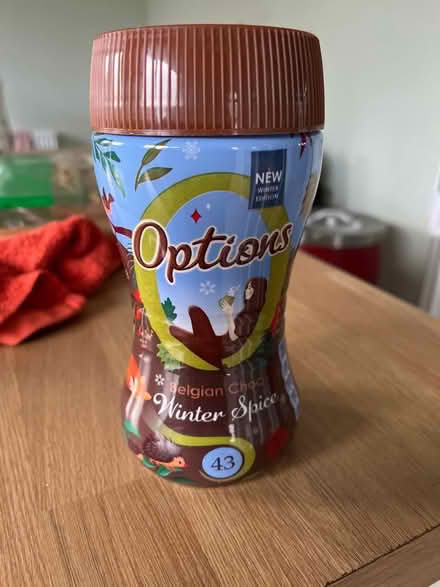 NEW
WINTER
EDITION
Options
Belgian Choc
Winter Spice
43